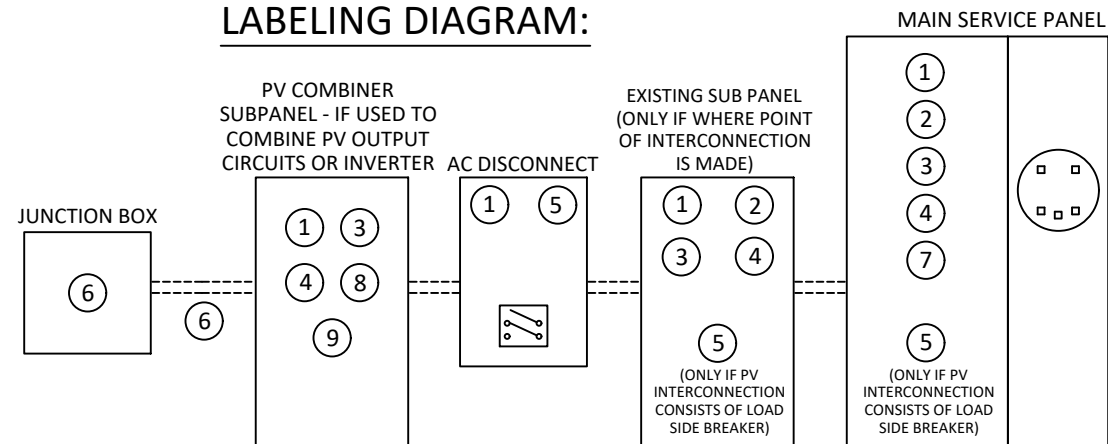 LABELING DIAGRAM:
MAIN SERVICE PANEL
PV COMBINER
SUBPANEL - IF USED TO
COMBINE PV OUTPUT
CIRCUITS OR INVERTER
AC DISCONNECT
EXISTING SUB PANEL
(ONLY IF WHERE POINT
OF INTERCONNECTION
IS MADE)
JUNCTION BOX
6
6
1 3
4 8
9
1 5
1 2
3 4
5
(ONLY IF PV
INTERCONNECTION
CONSISTS OF LOAD
SIDE BREAKER)
1
2
3
4
7
5
(ONLY IF PV
INTERCONNECTION
CONSISTS OF LOAD
SIDE BREAKER)